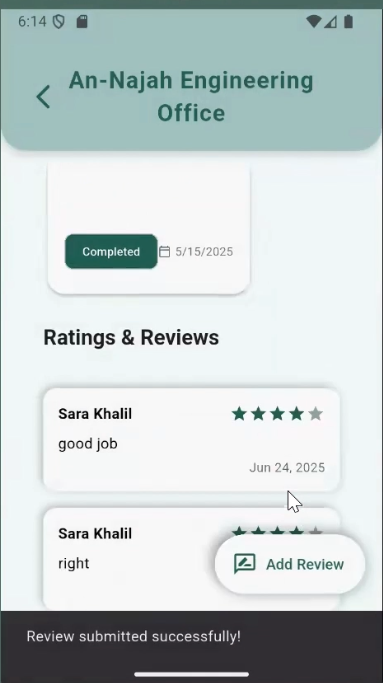 6:14
An-Najah Engineering
Office
Completed
5/15/2025
Ratings & Reviews
Sara Khalil
good job
Jun 24, 2025
Sara Khalil
right
Add Review
Review submitted successfully!